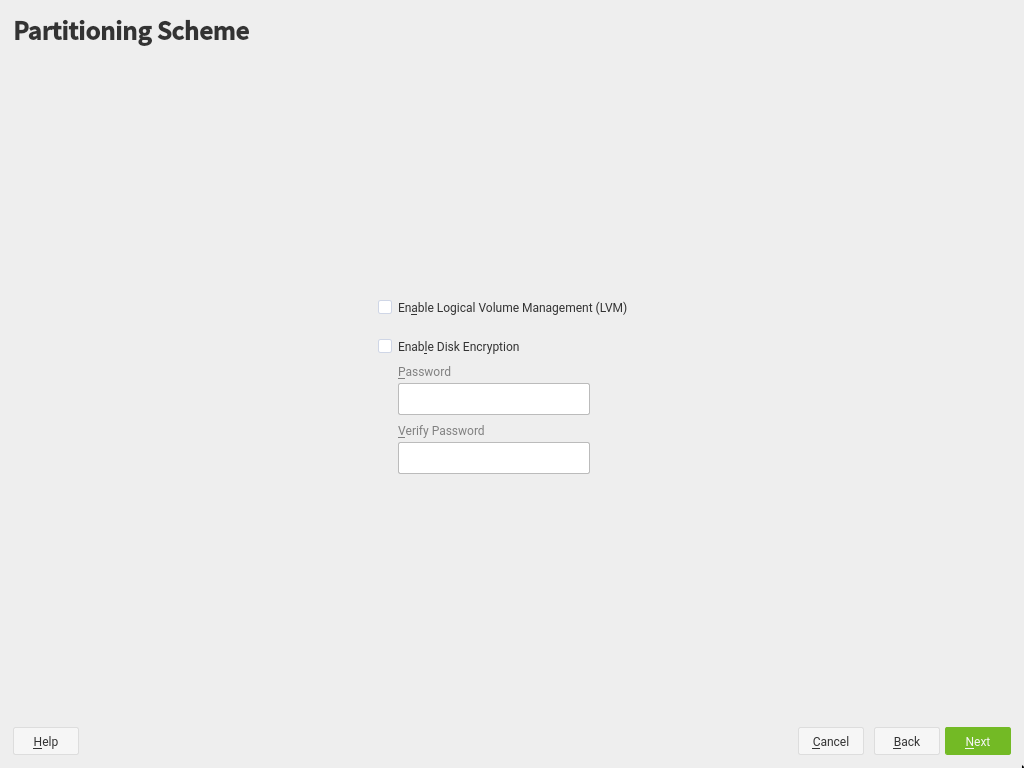 Partitioning Scheme
Enable Logical Volume Management (LVM)
Enable Disk Encryption
Password
Verify Password
Help
Cancel
Back
Next